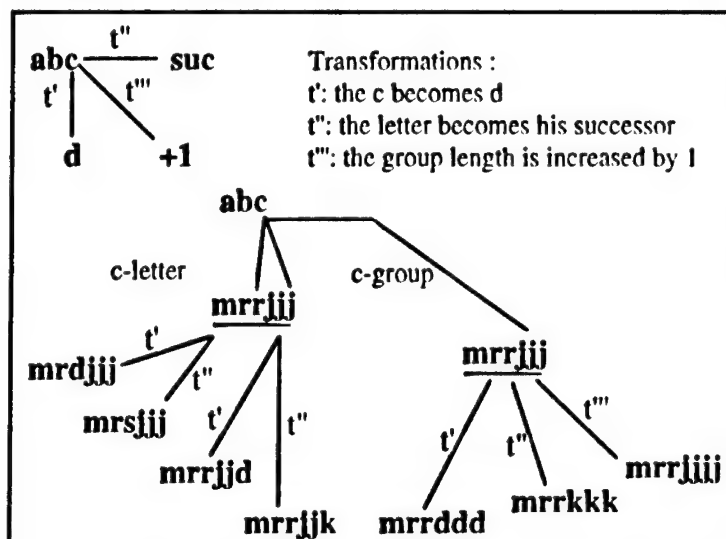 abc t" suc
t' t'''
d +1
Transformations :
t': the c becomes d
t": the letter becomes his successor
t''': the group length is increased by 1
abc
c-letter c-group
mrrjjj
mrrjjj
t' t"
mrdjjj
mrsjjj
t' t"
mrrjjd
mrrjjk
t' t" t'''
mrrddd
mrrkkk
mrrjjjj